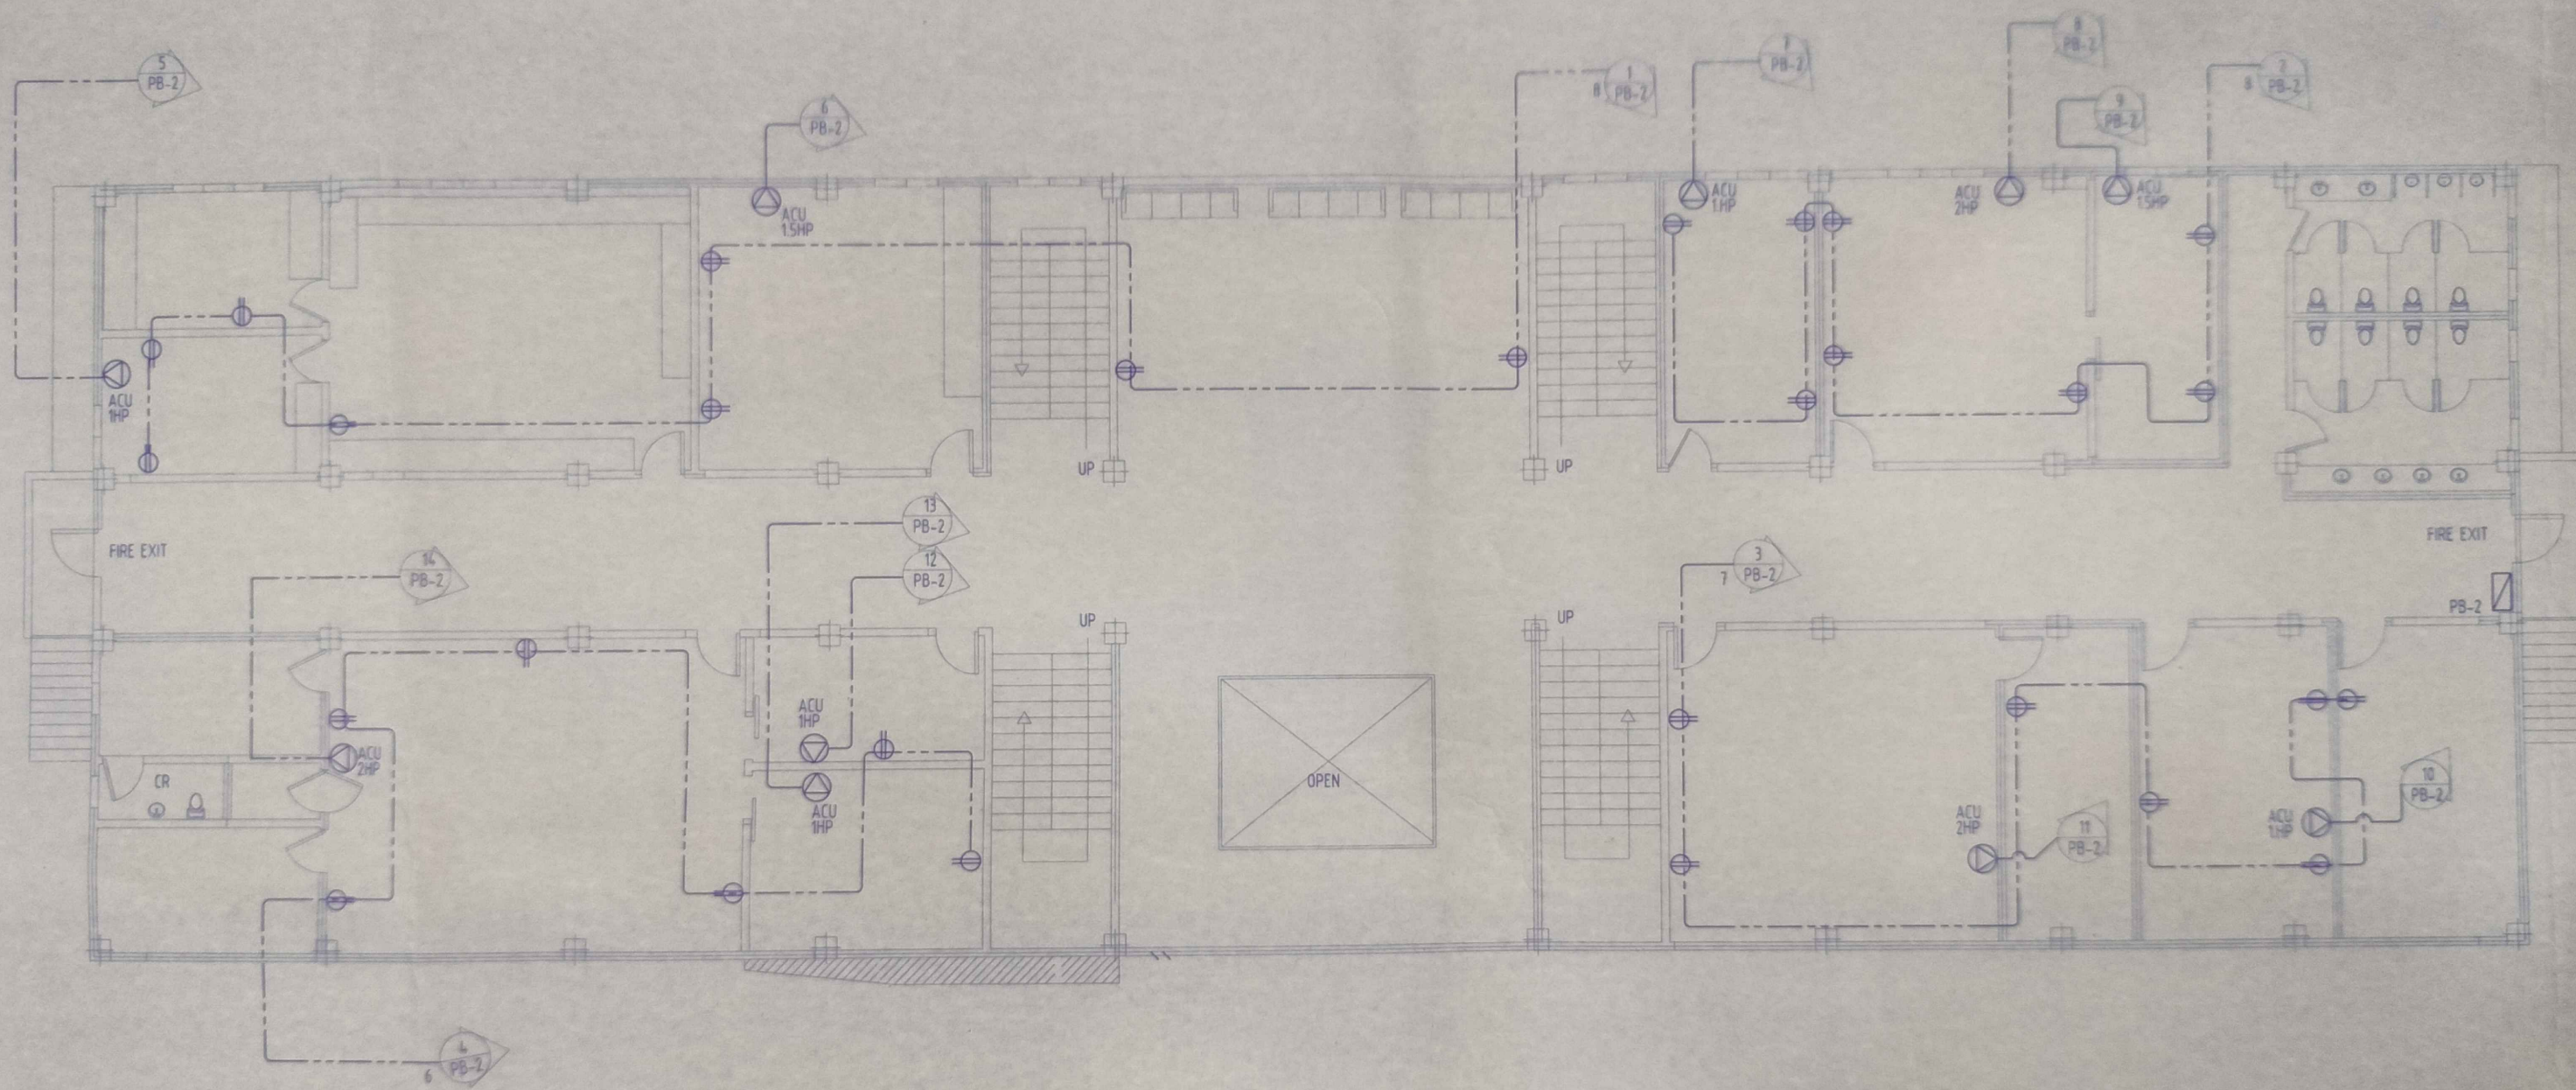 5
PB-2
6
PB-2
1
8 PB-2
7
PB-2
8
PB-2
9
PB-2
2
8 PB-2
ACU
1.5HP
ACU
1HP
ACU
2HP
ACU
1.5HP
ACU
1HP
UP
UP
FIRE EXIT
FIRE EXIT
13
PB-2
12
PB-2
14
PB-2
3
7 PB-2
PB-2
UP
UP
ACU
1HP
ACU
2HP
ACU
1HP
CR
OPEN
ACU
2HP
11
PB-2
ACU
1HP
10
PB-2
4
6 PB-2